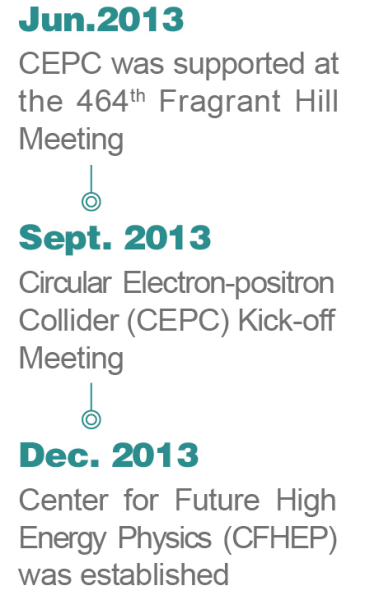 Jun.2013
CEPC was supported at
the 464th Fragrant Hill
Meeting
Sept. 2013
Circular Electron-positron
Collider (CEPC) Kick-off
Meeting
Dec. 2013
Center for Future High
Energy Physics (CFHEP)
was established